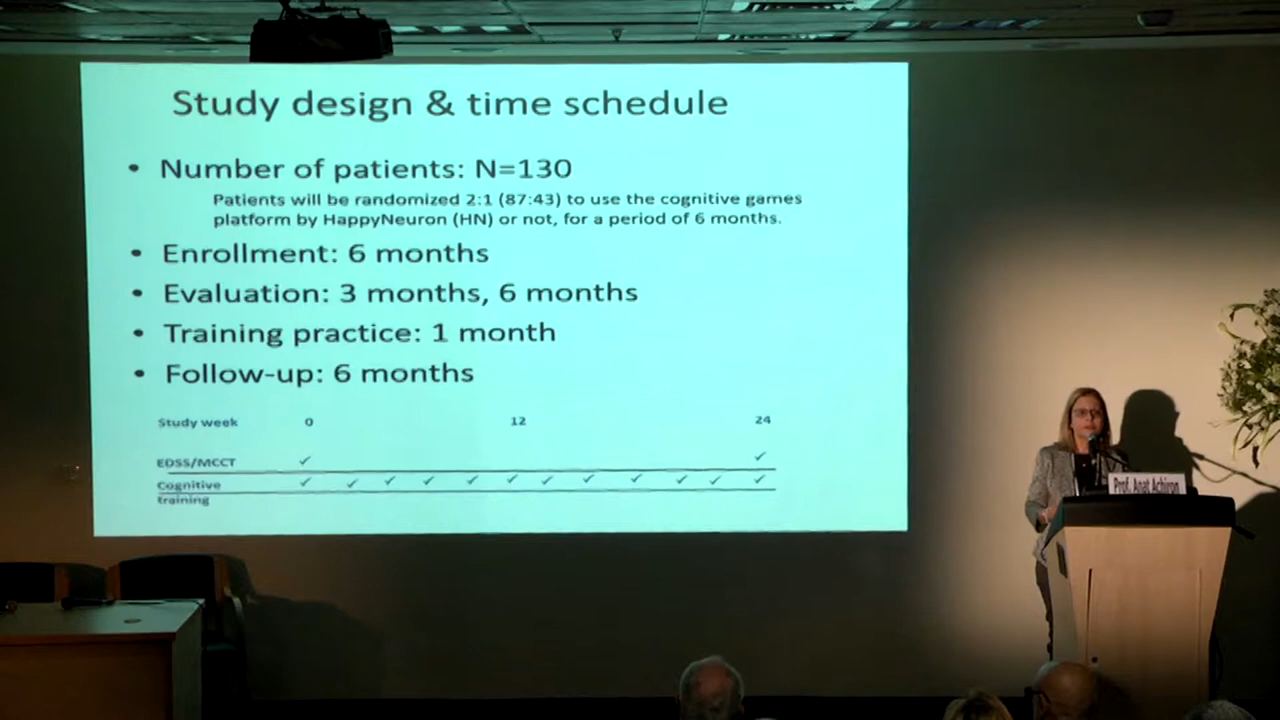 Study design & time schedule
• Number of patients: N=130
Patients will be randomized 2:1 (87:43) to use the cognitive games
platform by HappyNeuron (HN) or not, for a period of 6 months.
• Enrollment: 6 months
• Evaluation: 3 months, 6 months
• Training practice: 1 month
• Follow-up: 6 months
Study week 0 12 24
EDSS/MCCT ✓ ✓
Cognitive ✓ ✓ ✓ ✓ ✓ ✓ ✓ ✓ ✓ ✓ ✓ ✓
training
Prof. Anat Achiron